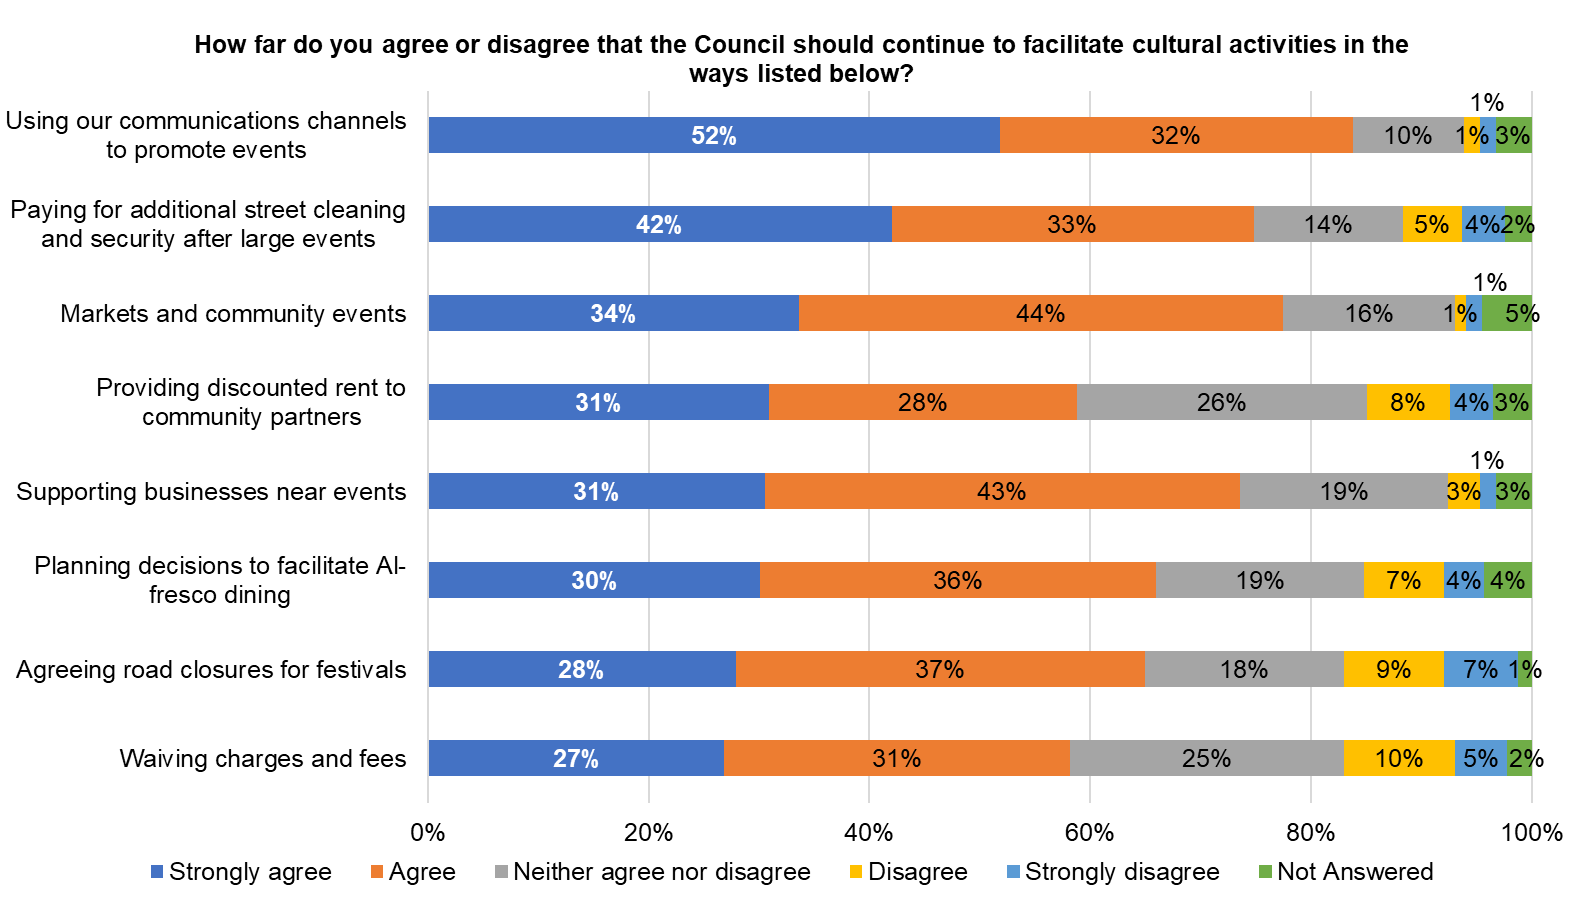 How far do you agree or disagree that the Council should continue to facilitate cultural activities in the
ways listed below?
1%
Using our communications channels
to promote events
52% 32% 10% 1% 3%
Paying for additional street cleaning
and security after large events
42% 33% 14% 5% 4% 2%
1%
Markets and community events
34% 44% 16% 1% 5%
Providing discounted rent to
community partners
31% 28% 26% 8% 4% 3%
1%
Supporting businesses near events
31% 43% 19% 3% 3%
Planning decisions to facilitate Al-
fresco dining
30% 36% 19% 7% 4% 4%
Agreeing road closures for festivals
28% 37% 18% 9% 7% 1%
Waiving charges and fees
27% 31% 25% 10% 5% 2%
0% 20% 40% 60% 80% 100%
Strongly agree Agree Neither agree nor disagree Disagree Strongly disagree Not Answered